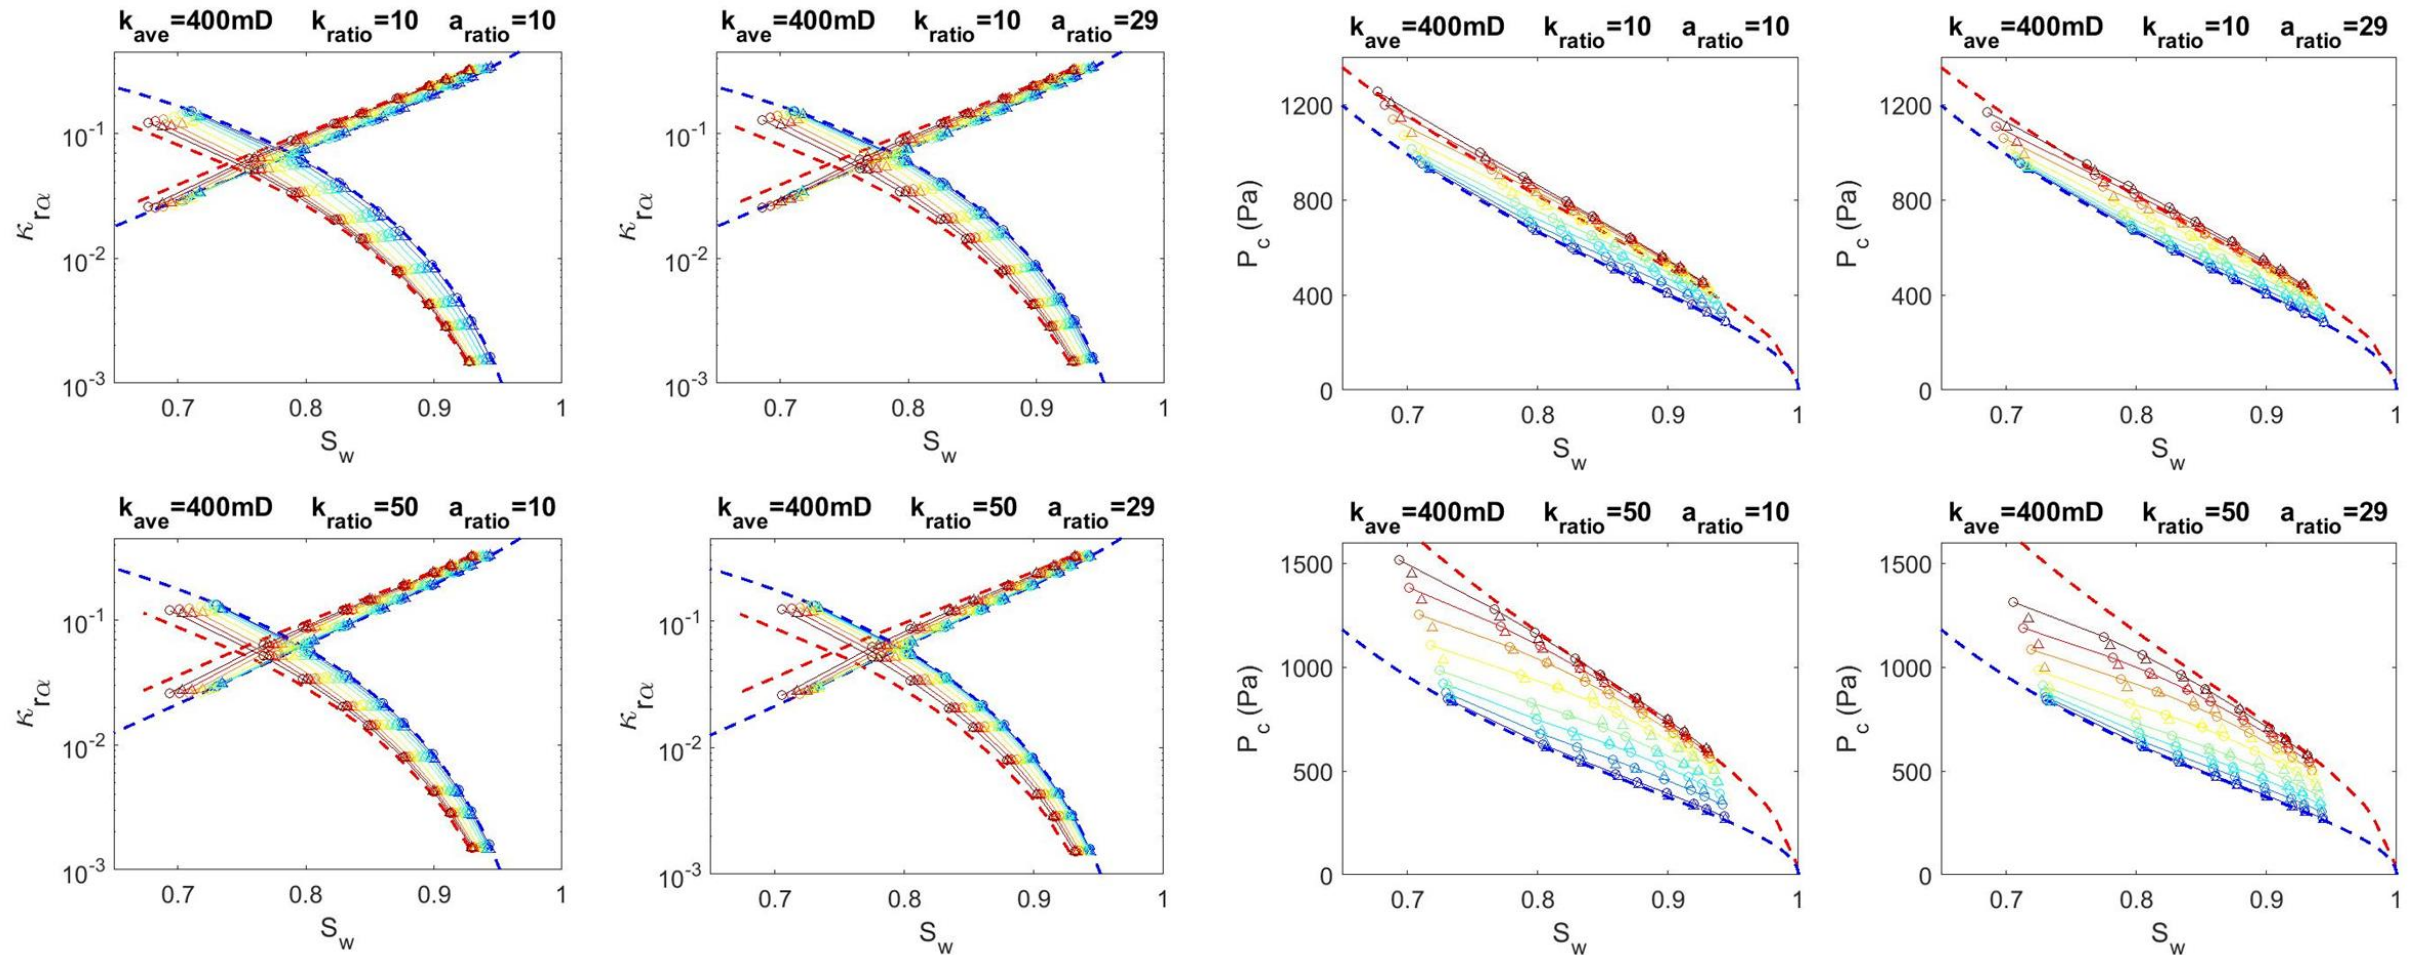 k_ave=400mD k_ratio=10 a_ratio=10
κ_rα
10^-1
10^-2
10^-3
0.7 0.8 0.9 1
S_w
k_ave=400mD k_ratio=10 a_ratio=29
κ_rα
10^-1
10^-2
10^-3
0.7 0.8 0.9 1
S_w
k_ave=400mD k_ratio=10 a_ratio=10
P_c (Pa)
1200
800
400
0
0.7 0.8 0.9 1
S_w
k_ave=400mD k_ratio=10 a_ratio=29
P_c (Pa)
1200
800
400
0
0.7 0.8 0.9 1
S_w
k_ave=400mD k_ratio=50 a_ratio=10
κ_rα
10^-1
10^-2
10^-3
0.7 0.8 0.9 1
S_w
k_ave=400mD k_ratio=50 a_ratio=29
κ_rα
10^-1
10^-2
10^-3
0.7 0.8 0.9 1
S_w
k_ave=400mD k_ratio=50 a_ratio=10
P_c (Pa)
1500
1000
500
0
0.7 0.8 0.9 1
S_w
k_ave=400mD k_ratio=50 a_ratio=29
P_c (Pa)
1500
1000
500
0
0.7 0.8 0.9 1
S_w